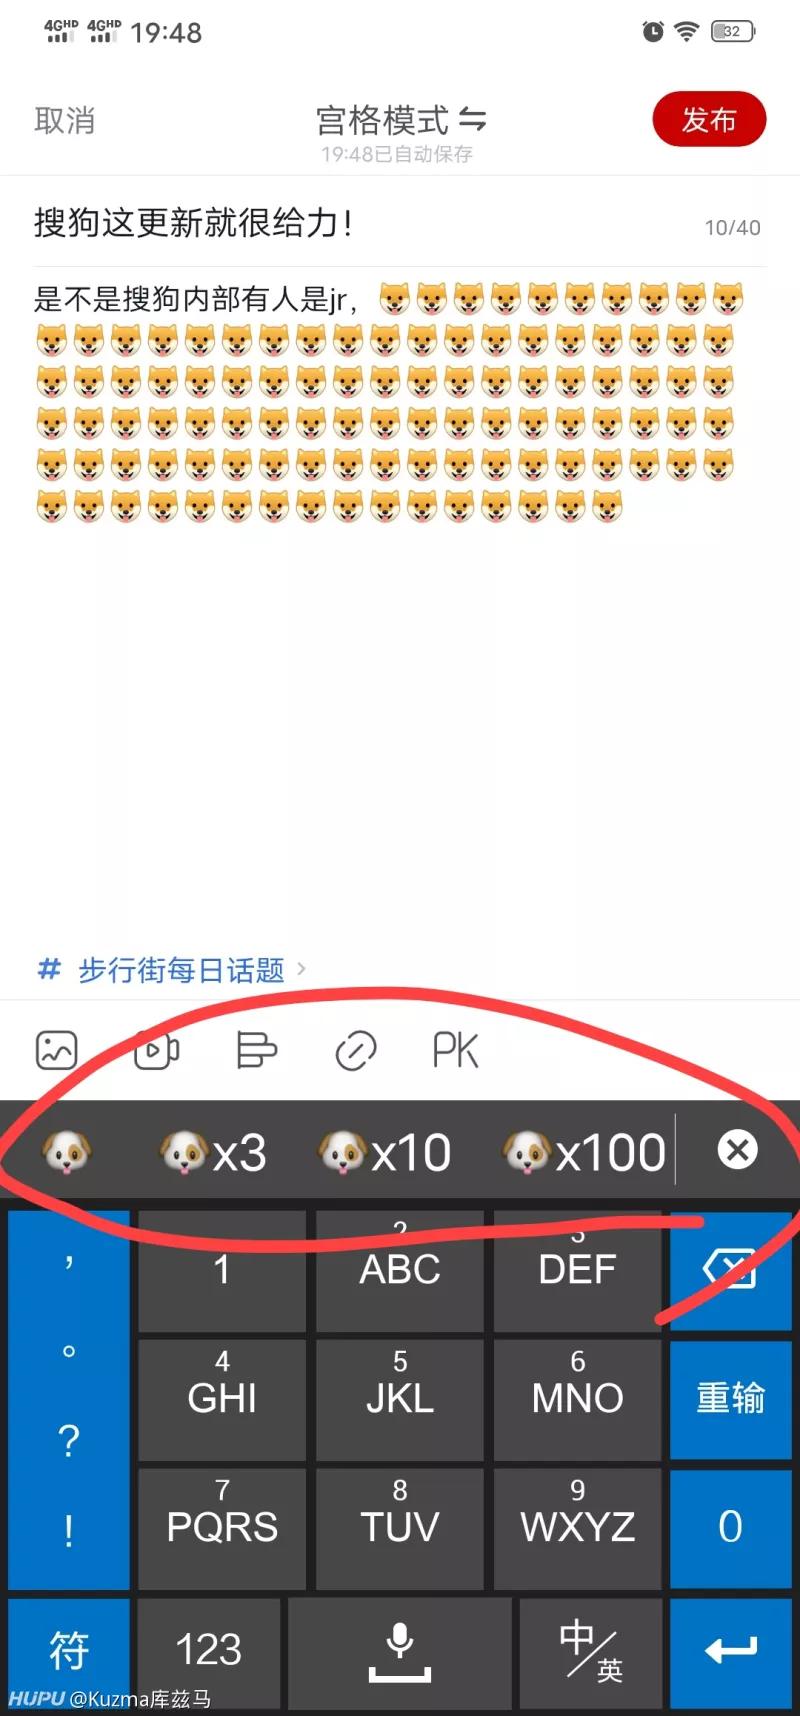 4GHD 4GHD 19:48 32
取消 宫格模式 发布
19:48已自动保存
搜狗这更新就很给力! 10/40
是不是搜狗内部有人是jr，🐶🐶🐶🐶🐶🐶🐶🐶🐶🐶
🐶🐶🐶🐶🐶🐶🐶🐶🐶🐶🐶🐶🐶🐶🐶🐶🐶🐶🐶
🐶🐶🐶🐶🐶🐶🐶🐶🐶🐶🐶🐶🐶🐶🐶🐶🐶🐶🐶
🐶🐶🐶🐶🐶🐶🐶🐶🐶🐶🐶🐶🐶🐶🐶🐶🐶🐶🐶
🐶🐶🐶🐶🐶🐶🐶🐶🐶🐶🐶🐶🐶🐶🐶🐶🐶🐶🐶
🐶🐶🐶🐶🐶🐶🐶🐶🐶🐶🐶🐶🐶🐶🐶🐶
# 步行街每日话题 >
PK
🐶 🐶x3 🐶x10 🐶x100
，
。
?
!
1
2
ABC
3
DEF
4
GHI
5
JKL
6
MNO
重输
7
PQRS
8
TUV
9
WXYZ
0
符 123 中/英
HUPU @Kuzma库兹马